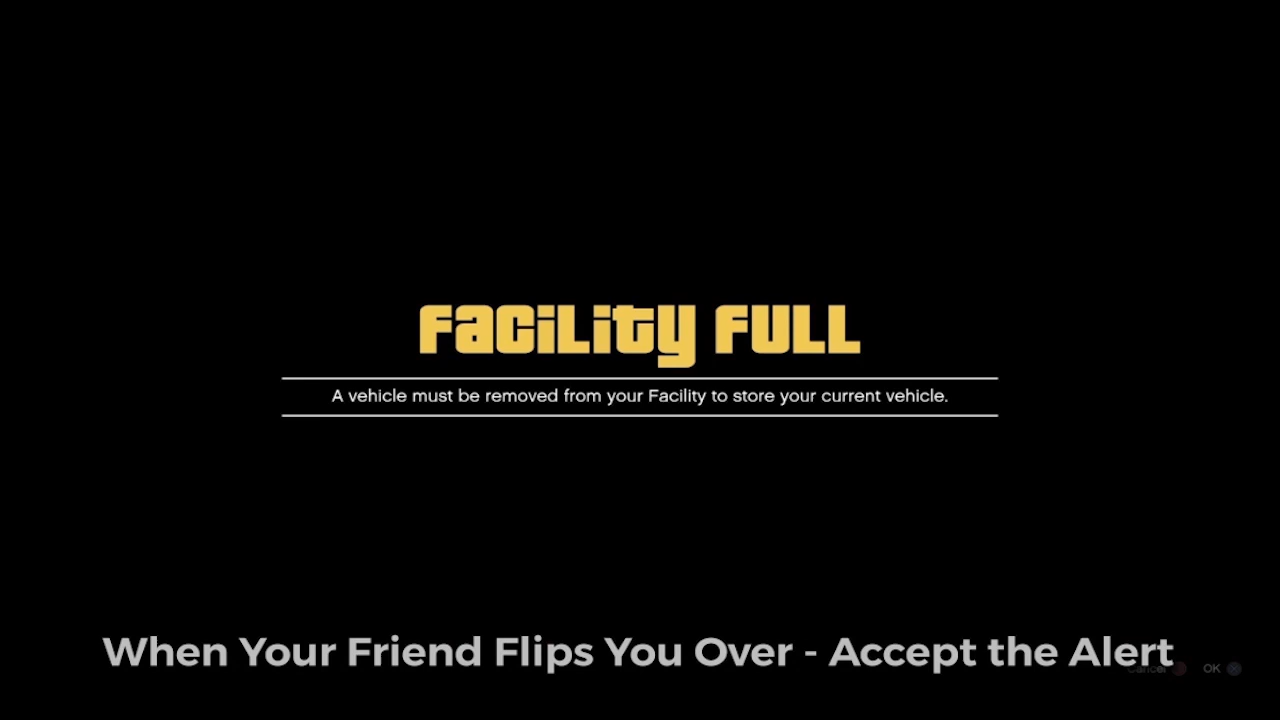 FaciLity FULL
A vehicle must be removed from your Facility to store your current vehicle.
When Your Friend Flips You Over - Accept the Alert
Cancel OK